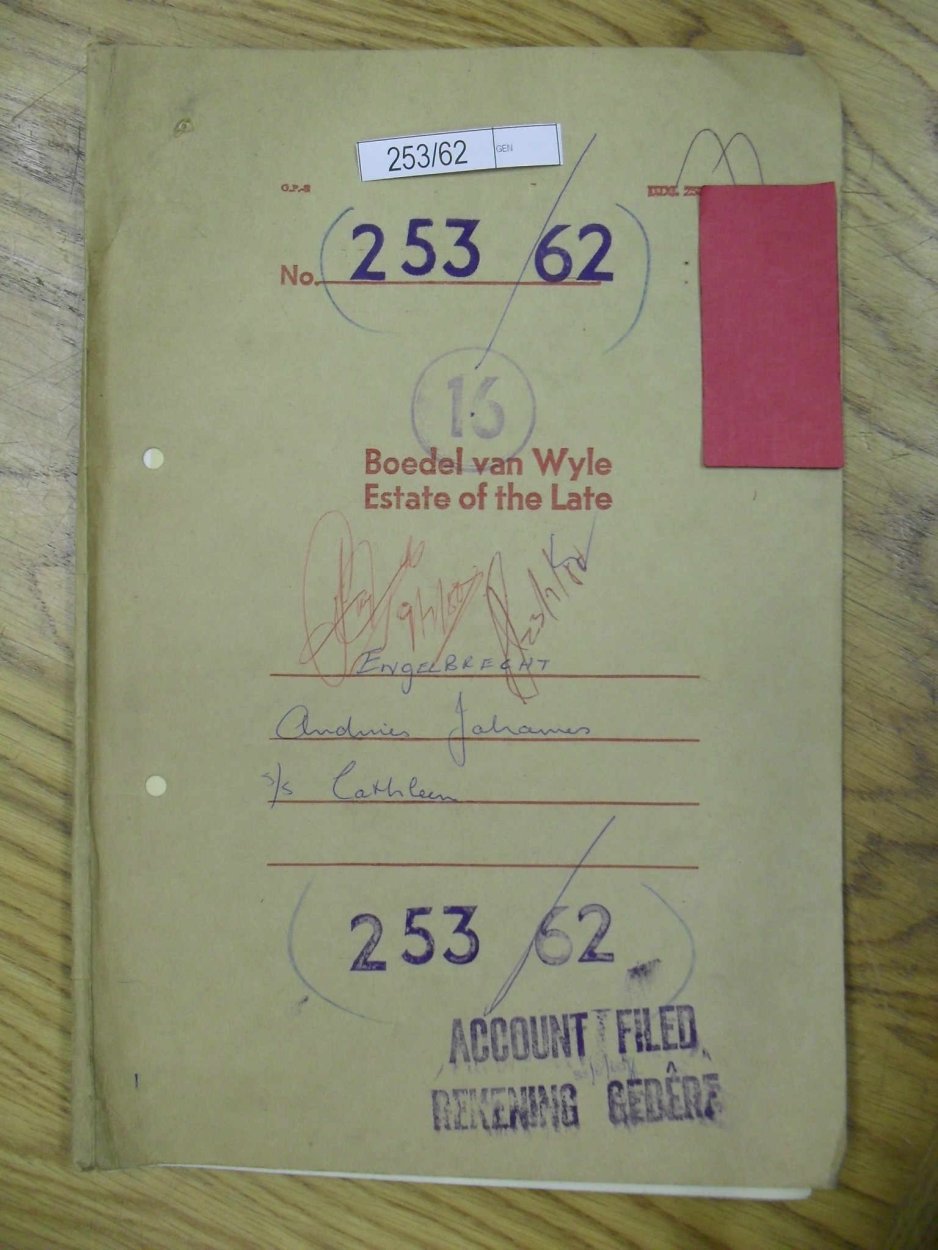 253/62 GEN
G.P.-S
No. 253/62
16
Boedel van Wyle
Estate of the Late
ENGELBRECHT
Andries Johannes
s/s Cathleen
253/62
ACCOUNT FILED
REKENING GEDÊRE